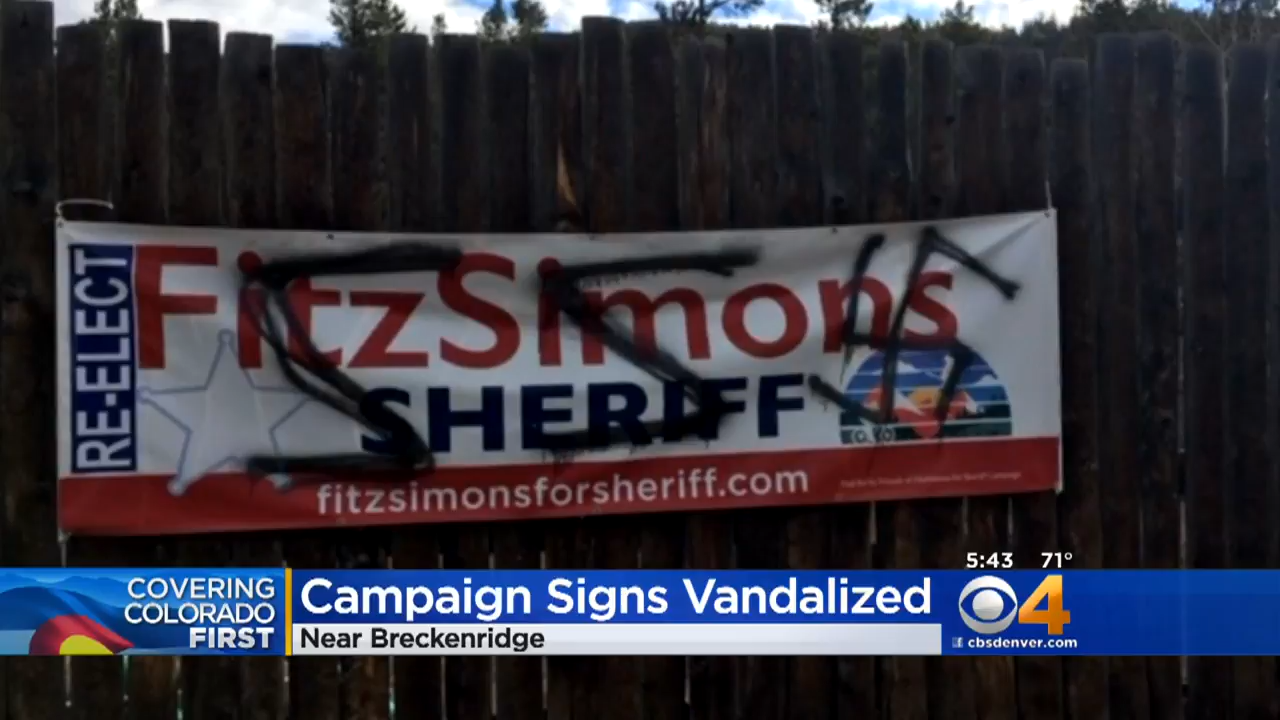 RE-ELECT
FitzSimons
SHERIFF
fitzsimonsforsheriff.com
SS
5:43 71°
COVERING
COLORADO
FIRST
Campaign Signs Vandalized
Near Breckenridge
4
cbsdenver.com